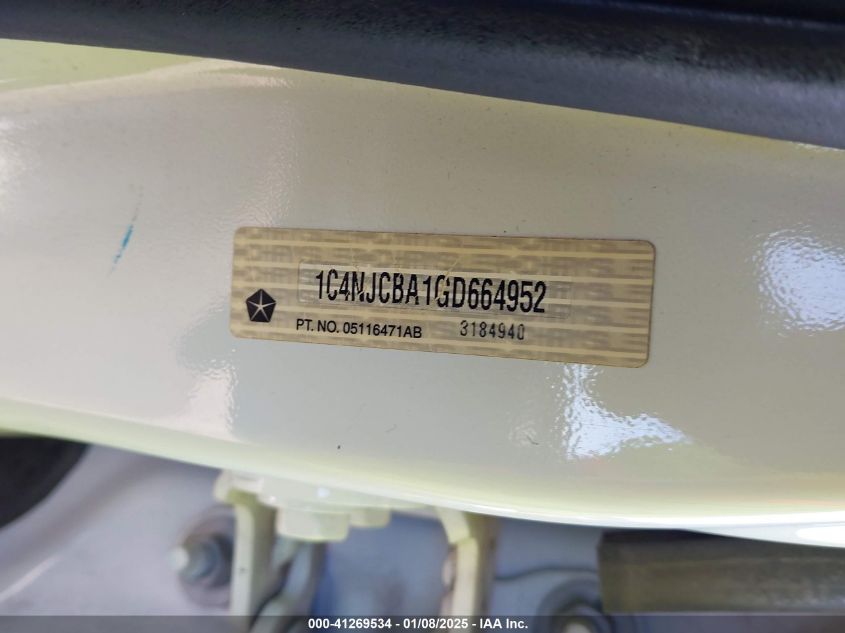 1C4NJCBA1GD664952
PT. NO. 05116471AB 3184940
000-41269534 - 01/08/2025 - IAA Inc.